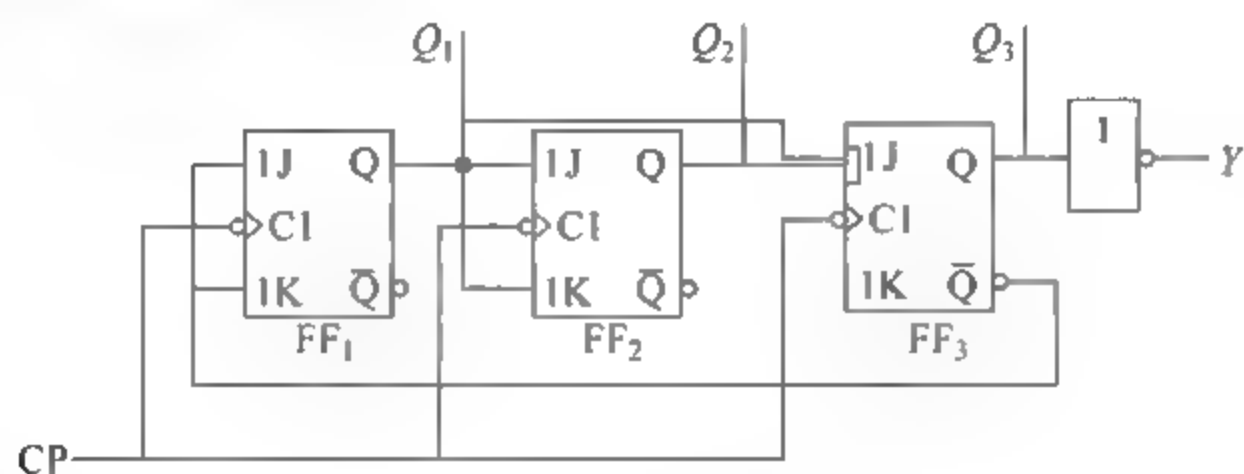 Q₁ Q₂ Q₃
1J Q 1J Q 1J Q 1 Y
C1 C1 C1
1K Q̅ 1K Q̅ 1K Q̅
FF₁ FF₂ FF₃
CP